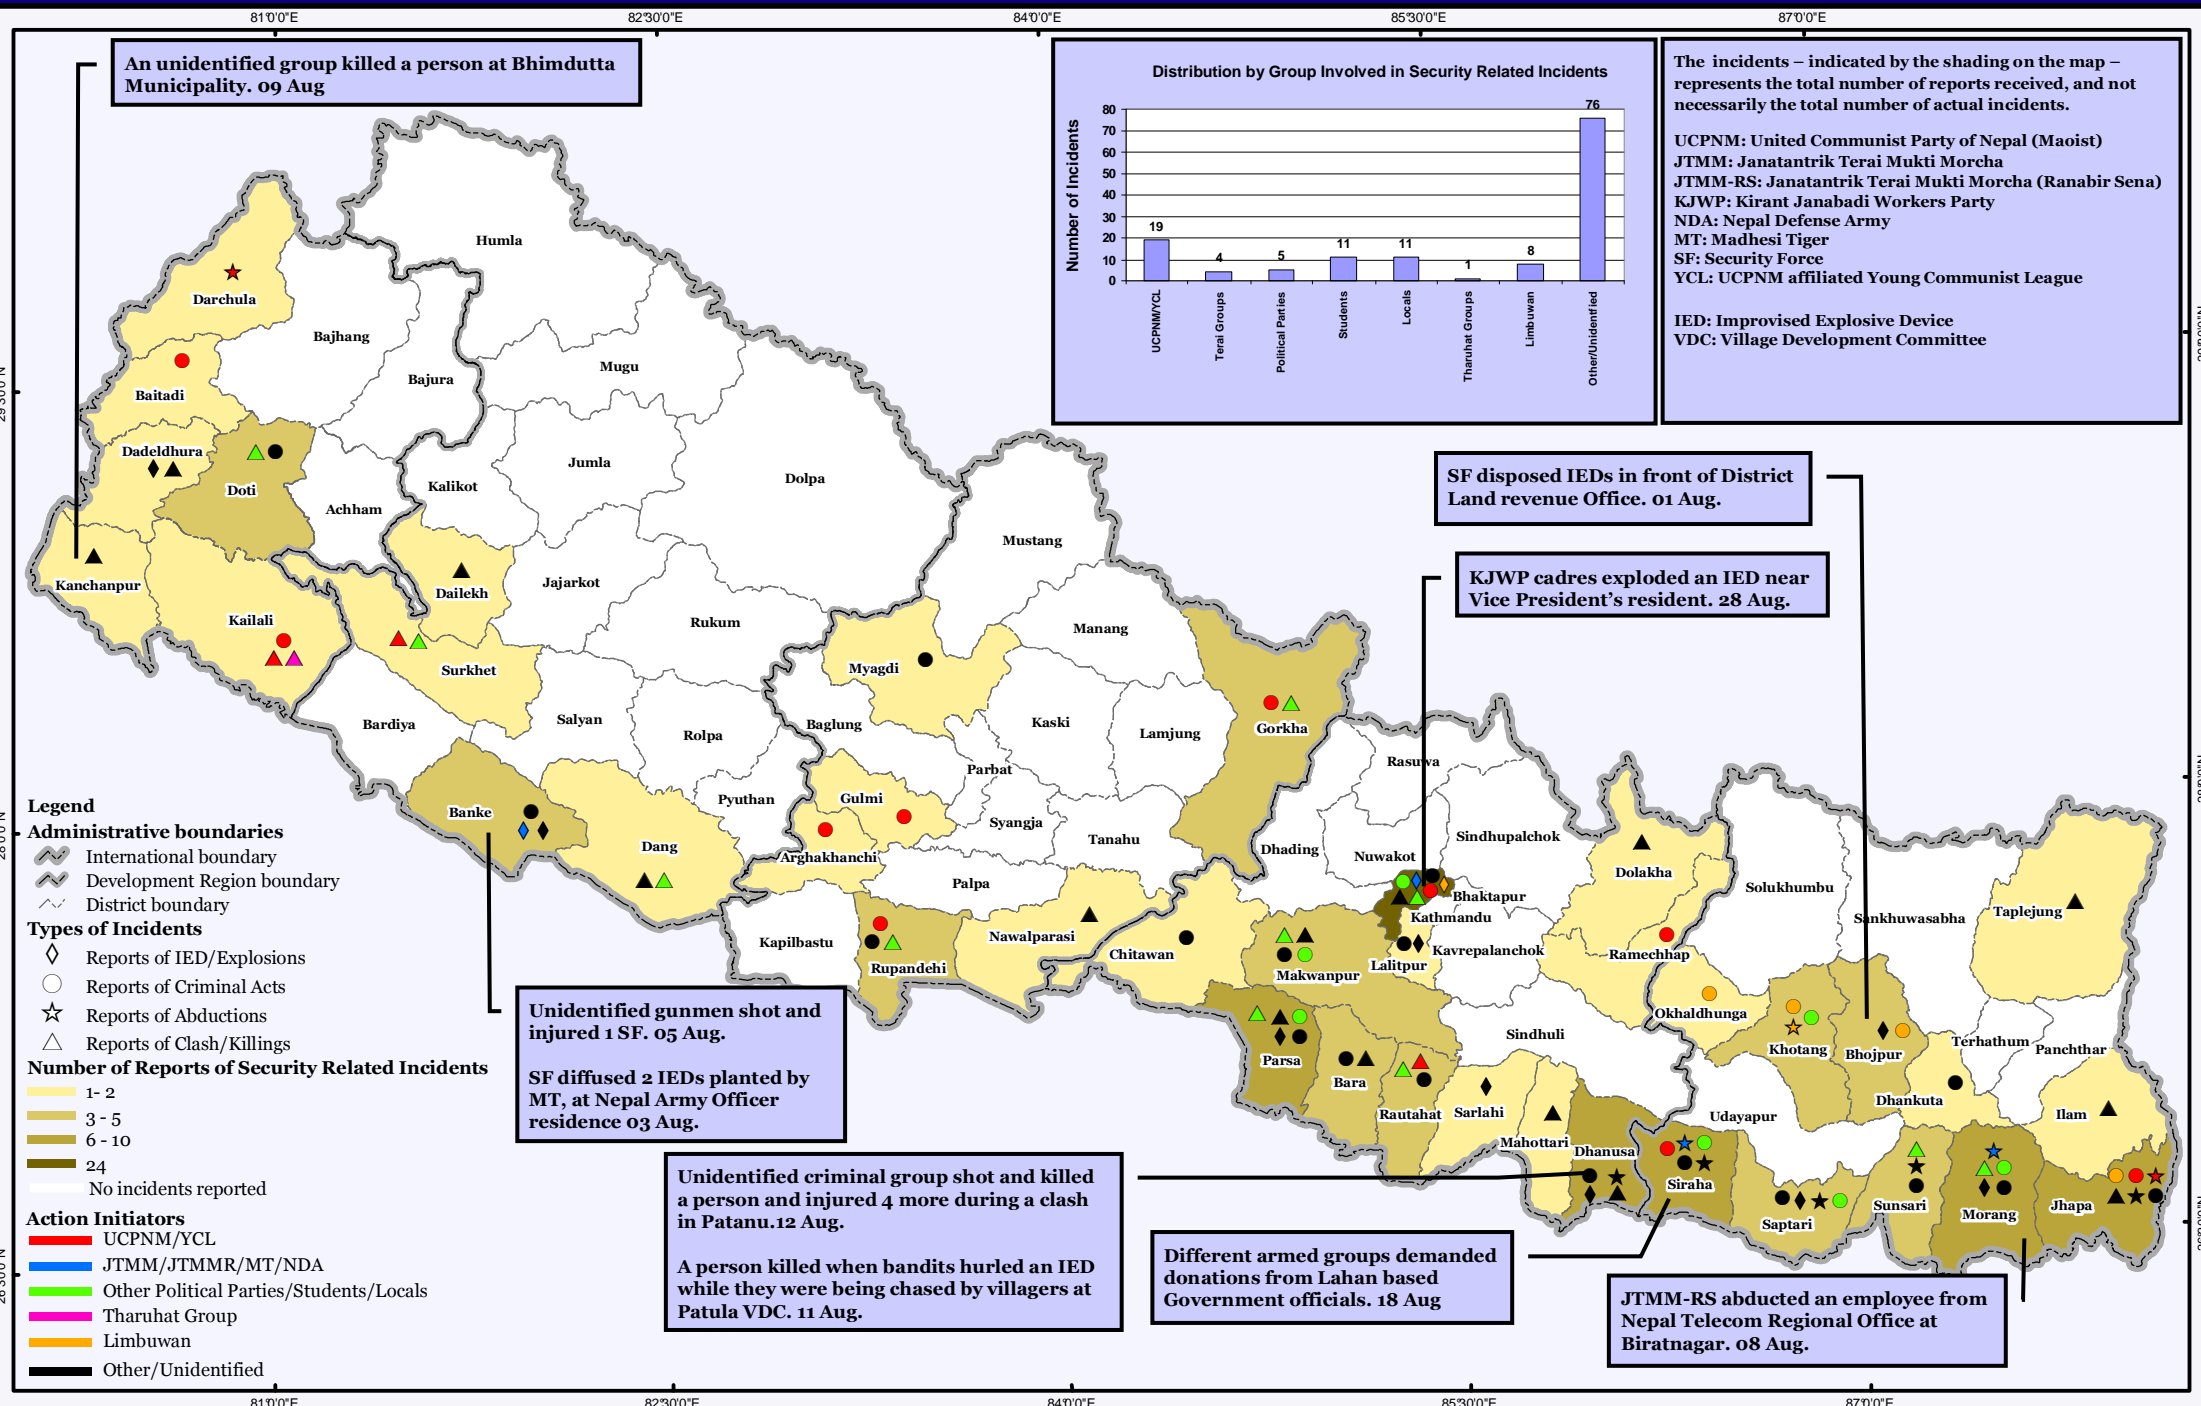 81°0'0"E
82°30'0"E
84°0'0"E
85°30'0"E
87°0'0"E
An unidentified group killed a person at Bhimdutta
Municipality. 09 Aug
Distribution by Group Involved in Security Related Incidents
Number of Incidents
80
70
60
50
40
30
20
10
0
19
4
5
11
11
1
8
76
UCPNM/YCL
Terai Groups
Political Parties
Students
Locals
Tharuhat Groups
Limbuwan
Other/Unidentfied
The incidents – indicated by the shading on the map –
represents the total number of reports received, and not
necessarily the total number of actual incidents.
UCPNM: United Communist Party of Nepal (Maoist)
JTMM: Janatantrik Terai Mukti Morcha
JTMM-RS: Janatantrik Terai Mukti Morcha (Ranabir Sena)
KJWP: Kirant Janabadi Workers Party
NDA: Nepal Defense Army
MT: Madhesi Tiger
SF: Security Force
YCL: UCPNM affiliated Young Communist League
IED: Improvised Explosive Device
VDC: Village Development Committee
SF disposed IEDs in front of District
Land revenue Office. 01 Aug.
KJWP cadres exploded an IED near
Vice President's resident. 28 Aug.
Humla
Darchula
Bajhang
Bajura
Mugu
Baitadi
Dadeldhura
Doti
Jumla
Kalikot
Dolpa
Achham
Mustang
Kanchanpur
Dailekh
Jajarkot
Kailali
Rukum
Manang
Surkhet
Myagdi
Bardiya
Salyan
Rolpa
Baglung
Kaski
Lamjung
Gorkha
Parbat
Rasuwa
Pyuthan
Gulmi
Banke
Syangja
Tanahu
Dang
Arghakhanchi
Dhading
Nuwakot
Sindhupalchok
Palpa
Dolakha
Solukhumbu
Bhaktapur
Kathmandu
Sankhuwasabha
Taplejung
Kapilbastu
Nawalparasi
Chitawan
Kavrepalanchok
Ramechhap
Rupandehi
Makwanpur
Lalitpur
Okhaldhunga
Sindhuli
Khotang
Bhojpur
Terhathum
Panchthar
Parsa
Bara
Rautahat
Sarlahi
Dhankuta
Ilam
Udayapur
Mahottari
Dhanusa
Siraha
Saptari
Sunsari
Morang
Jhapa
Legend
Administrative boundaries
International boundary
Development Region boundary
District boundary
Types of Incidents
Reports of IED/Explosions
Reports of Criminal Acts
Reports of Abductions
Reports of Clash/Killings
Number of Reports of Security Related Incidents
1- 2
3 - 5
6 - 10
24
No incidents reported
Action Initiators
UCPNM/YCL
JTMM/JTMMR/MT/NDA
Other Political Parties/Students/Locals
Tharuhat Group
Limbuwan
Other/Unidentified
Unidentified gunmen shot and
injured 1 SF. 05 Aug.
SF diffused 2 IEDs planted by
MT, at Nepal Army Officer
residence 03 Aug.
Unidentified criminal group shot and killed
a person and injured 4 more during a clash
in Patanu.12 Aug.
A person killed when bandits hurled an IED
while they were being chased by villagers at
Patula VDC. 11 Aug.
Different armed groups demanded
donations from Lahan based
Government officials. 18 Aug
JTMM-RS abducted an employee from
Nepal Telecom Regional Office at
Biratnagar. 08 Aug.
81°0'0"E
82°30'0"E
84°0'0"E
85°30'0"E
87°0'0"E